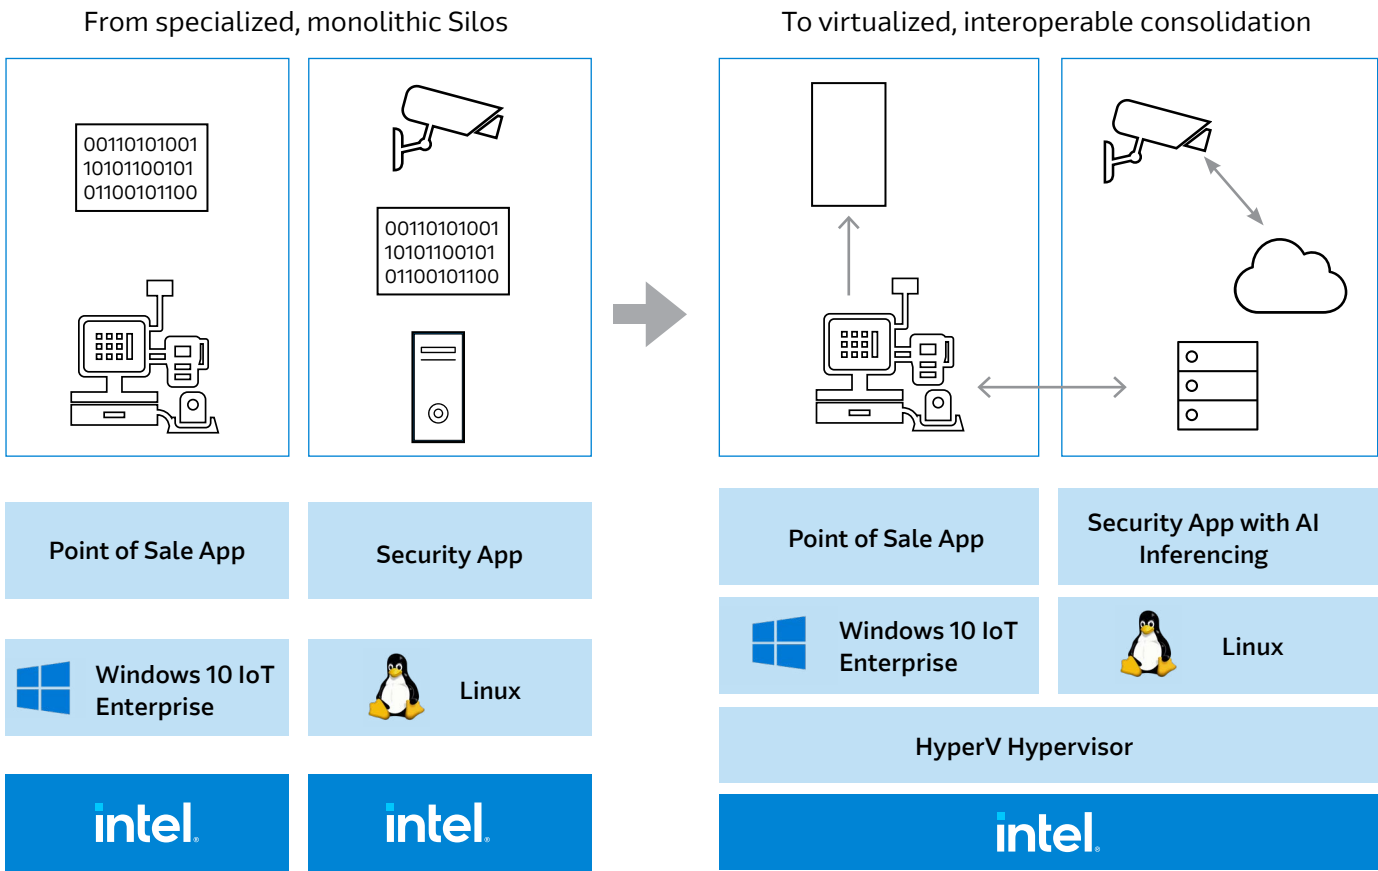 From specialized, monolithic Silos
To virtualized, interoperable consolidation
00110101001
10101100101
01100101100
00110101001
10101100101
01100101100
Point of Sale App
Security App
Windows 10 IoT
Enterprise
Linux
intel.
intel.
Point of Sale App
Security App with AI
Inferencing
Windows 10 IoT
Enterprise
Linux
HyperV Hypervisor
intel.